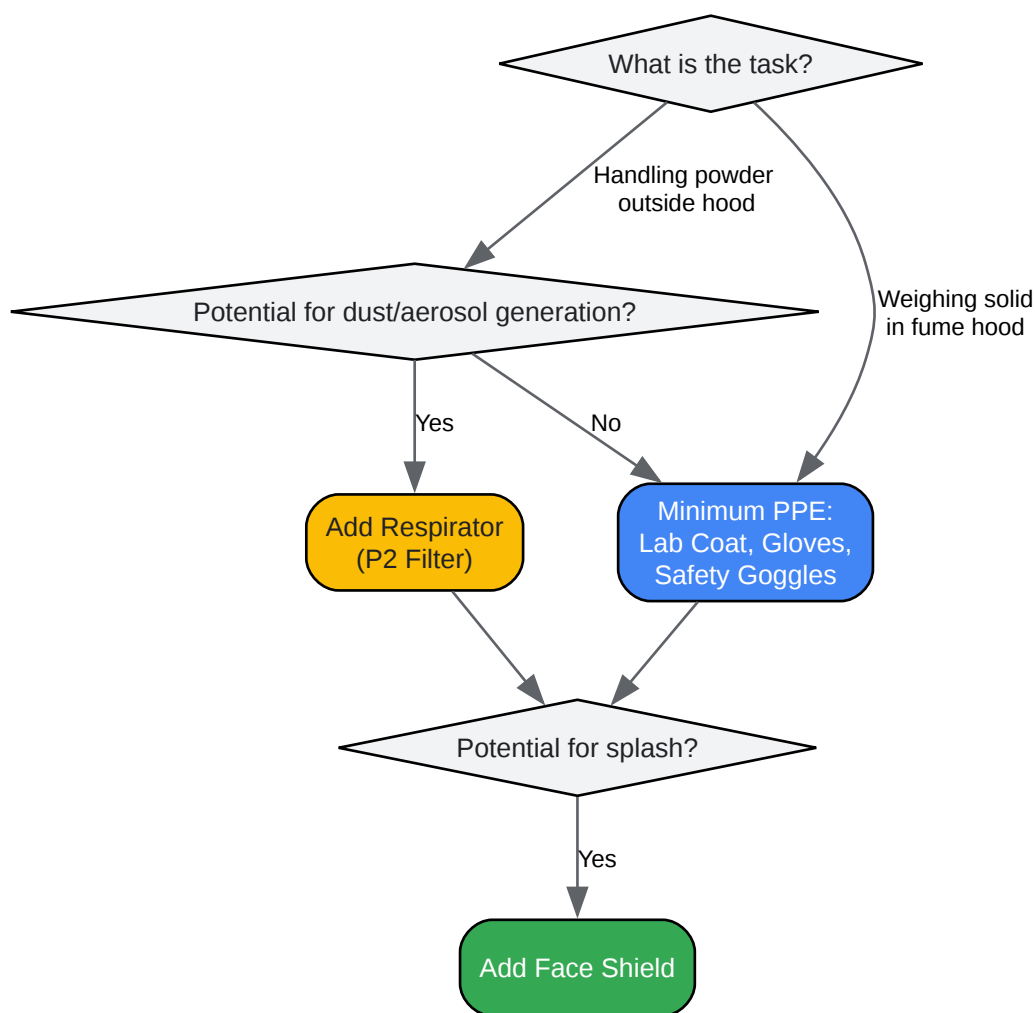 What is the task?
Handling powder
outside hood
Weighing solid
in fume hood
Potential for dust/aerosol generation?
Yes
No
Add Respirator
(P2 Filter)
Minimum PPE:
Lab Coat, Gloves,
Safety Goggles
Potential for splash?
Yes
Add Face Shield